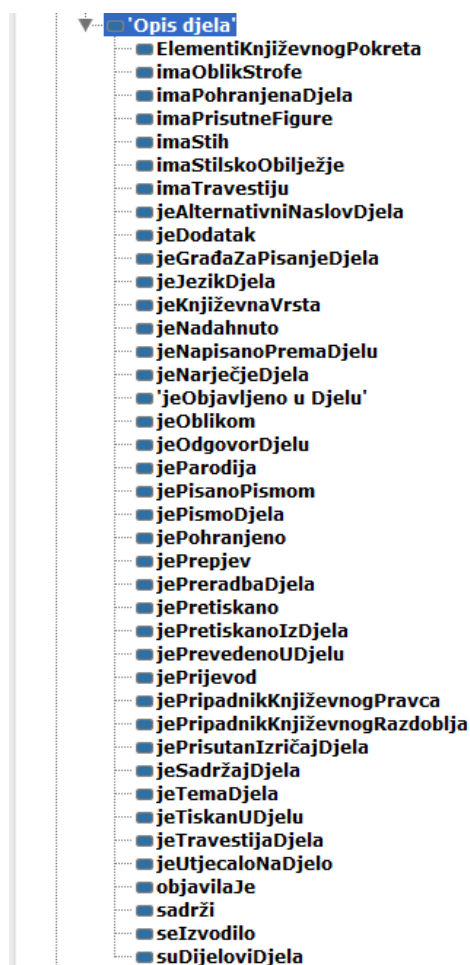 'Opis djela'
ElementiKnjiževnogPokreta
imaOblikStrofe
imaPohranjenaDjela
imaPrisutneFigure
imaStih
imaStilskoObilježje
imaTravestiju
jeAlternativniNaslovDjela
jeDodatak
jeGrađaZaPisanjeDjela
jeJezikDjela
jeKnjiževnaVrsta
jeNadahnuto
jeNapisanoPremaDjelu
jeNarječjeDjela
'jeObjavljeno u Djelu'
jeOblikom
jeOdgovorDjelu
jeParodija
jePisanoPismom
jePismoDjela
jePohranjeno
jePrepjev
jePreradbaDjela
jePretiskano
jePretiskanoIzDjela
jePrevedenoUDjelu
jePrijevod
jePripadnikKnjiževnogPravca
jePripadnikKnjiževnogRazdoblja
jePrisutanIzričajDjela
jeSadržajDjela
jeTemaDjela
jeTiskanUDjelu
jeTravestijaDjela
jeUtjecaloNaDjelo
objavilaJe
sadrži
seIzvodilo
suDijeloviDjela